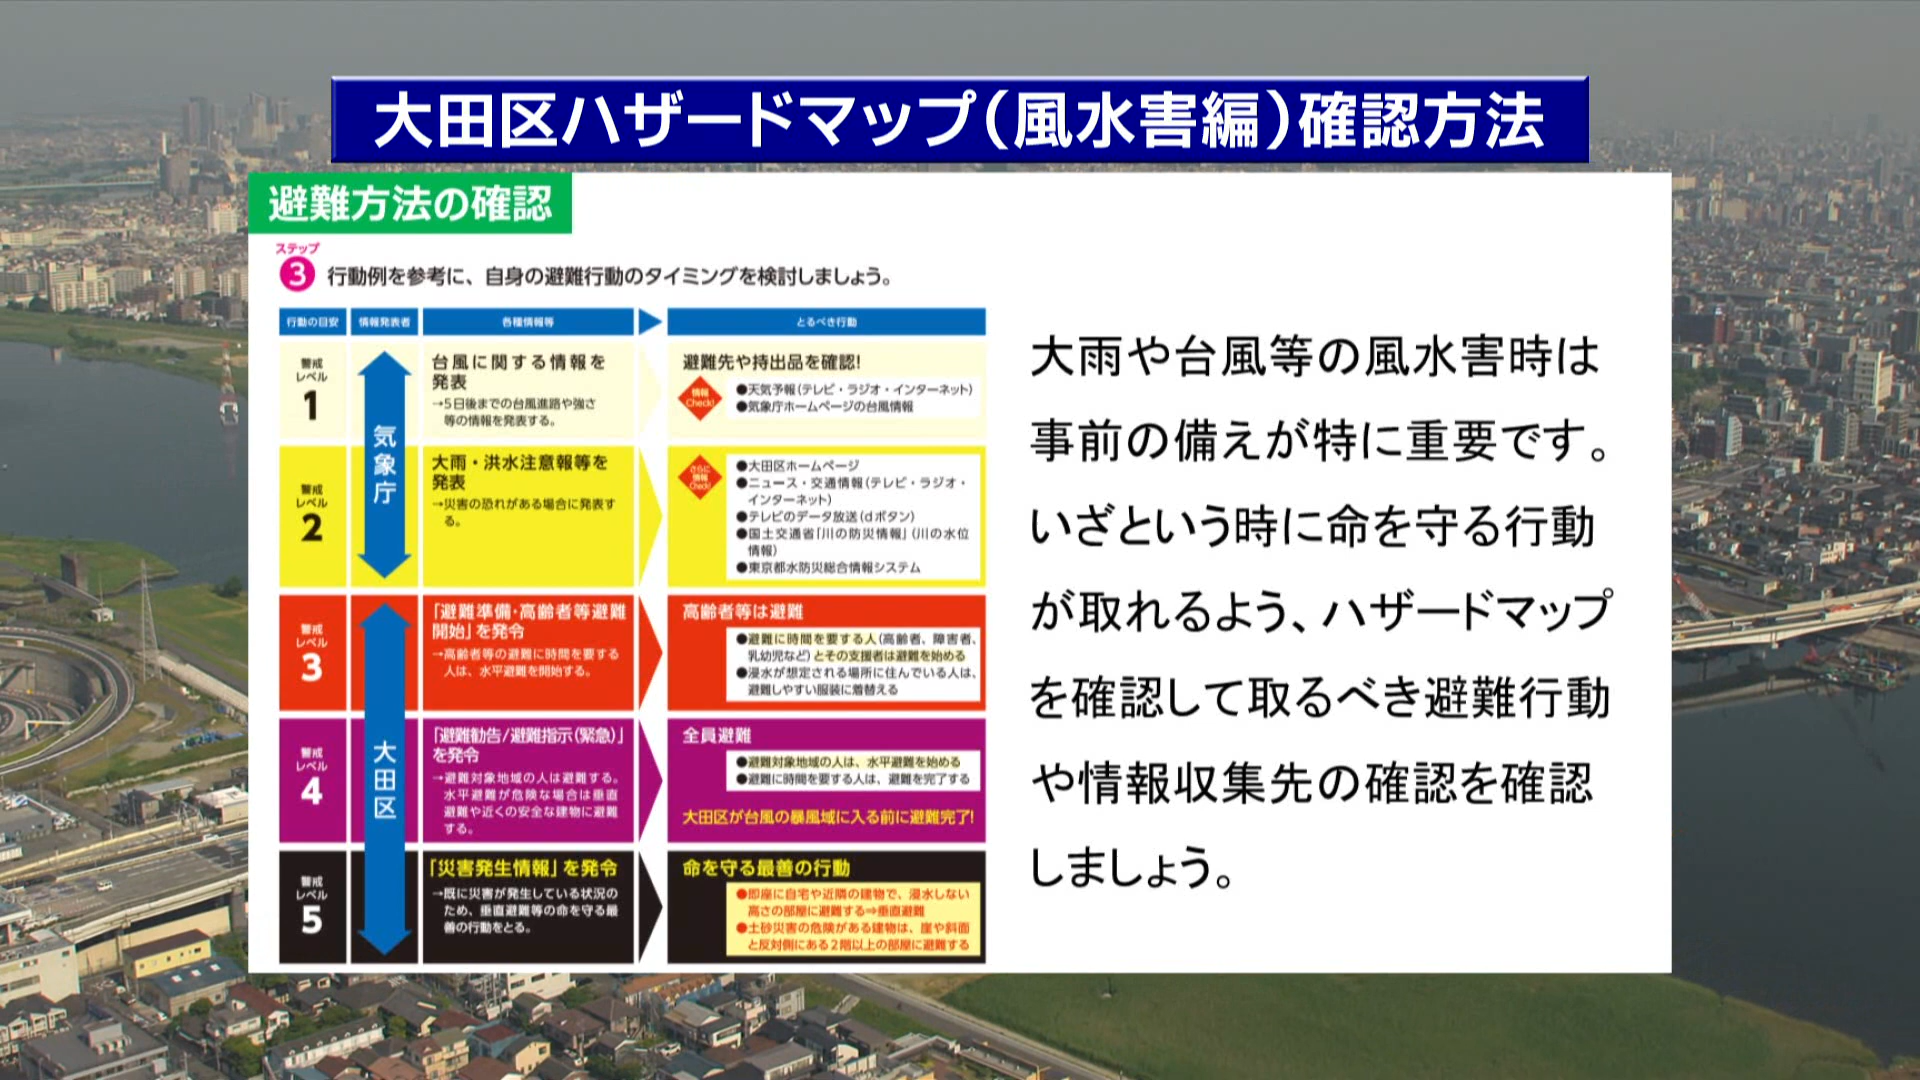 大田区ハザードマップ（風水害編）確認方法
避難方法の確認
ステップ
3 行動例を参考に、自身の避難行動のタイミングを検討しましょう。
行動の目安 情報発表者 各種情報等 とるべき行動
警戒
レベル
1
気象庁
台風に関する情報を
発表
→5日後までの台風進路や強さ
等の情報を発表する。
避難先や持出品を確認!
情報
Check!
●天気予報（テレビ・ラジオ・インターネット）
●気象庁ホームページの台風情報
警戒
レベル
2
大雨・洪水注意報等を
発表
→災害の恐れがある場合に発表す
る。
さらに
情報
Check!
●大田区ホームページ
●ニュース・交通情報（テレビ・ラジオ・
インターネット）
●テレビのデータ放送（dボタン）
●国土交通省「川の防災情報」（川の水位
情報）
●東京都水防災総合情報システム
警戒
レベル
3
大田区
「避難準備・高齢者等避難
開始」を発令
→高齢者等の避難に時間を要する
人は、水平避難を開始する。
高齢者等は避難
●避難に時間を要する人（高齢者、障害者、
乳幼児など）とその支援者は避難を始める
●浸水が想定される場所に住んでいる人は、
避難しやすい服装に着替える
警戒
レベル
4
「避難勧告/避難指示（緊急）」
を発令
→避難対象地域の人は避難する。
水平避難が危険な場合は垂直
避難や近くの安全な建物に避難
する。
全員避難
●避難対象地域の人は、水平避難を始める
●避難に時間を要する人は、避難を完了する
大田区が台風の暴風域に入る前に避難完了!
警戒
レベル
5
「災害発生情報」を発令
→既に災害が発生している状況の
ため、垂直避難等の命を守る最
善の行動をとる。
命を守る最善の行動
●即座に自宅や近隣の建物で、浸水しない
高さの部屋に避難する⇒垂直避難
●土砂災害の危険がある建物は、崖や斜面
と反対側にある2階以上の部屋に避難する
大雨や台風等の風水害時は
事前の備えが特に重要です。
いざという時に命を守る行動
が取れるよう、ハザードマップ
を確認して取るべき避難行動
や情報収集先の確認を確認
しましょう。